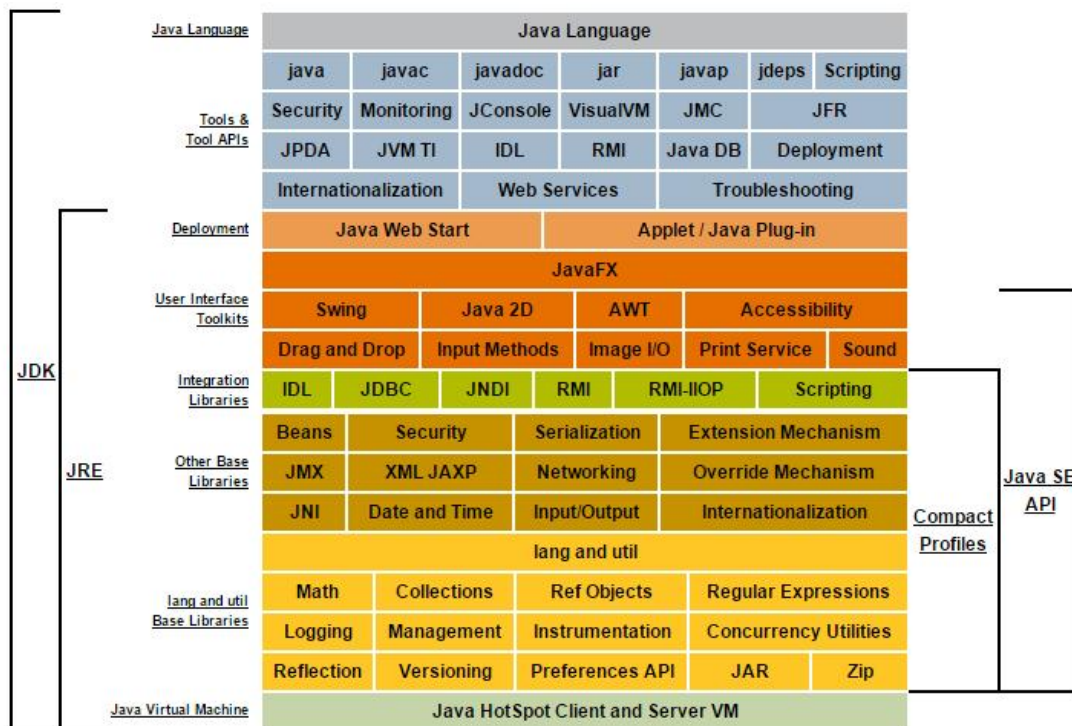 Java Language Java Language
java javac javadoc jar javap jdeps Scripting
Tools &
Tool APIs
Security Monitoring JConsole VisualVM JMC JFR
JPDA JVM TI IDL RMI Java DB Deployment
Internationalization Web Services Troubleshooting
Deployment Java Web Start Applet / Java Plug-in
JavaFX
User Interface
Toolkits
Swing Java 2D AWT Accessibility
Drag and Drop Input Methods Image I/O Print Service Sound
JDK
Integration
Libraries
IDL JDBC JNDI RMI RMI-IIOP Scripting
Beans Security Serialization Extension Mechanism
JRE
Other Base
Libraries
JMX XML JAXP Networking Override Mechanism
Java SE
API
JNI Date and Time Input/Output Internationalization
Compact
Profiles
lang and util
lang and util
Base Libraries
Math Collections Ref Objects Regular Expressions
Logging Management Instrumentation Concurrency Utilities
Reflection Versioning Preferences API JAR Zip
Java Virtual Machine Java HotSpot Client and Server VM